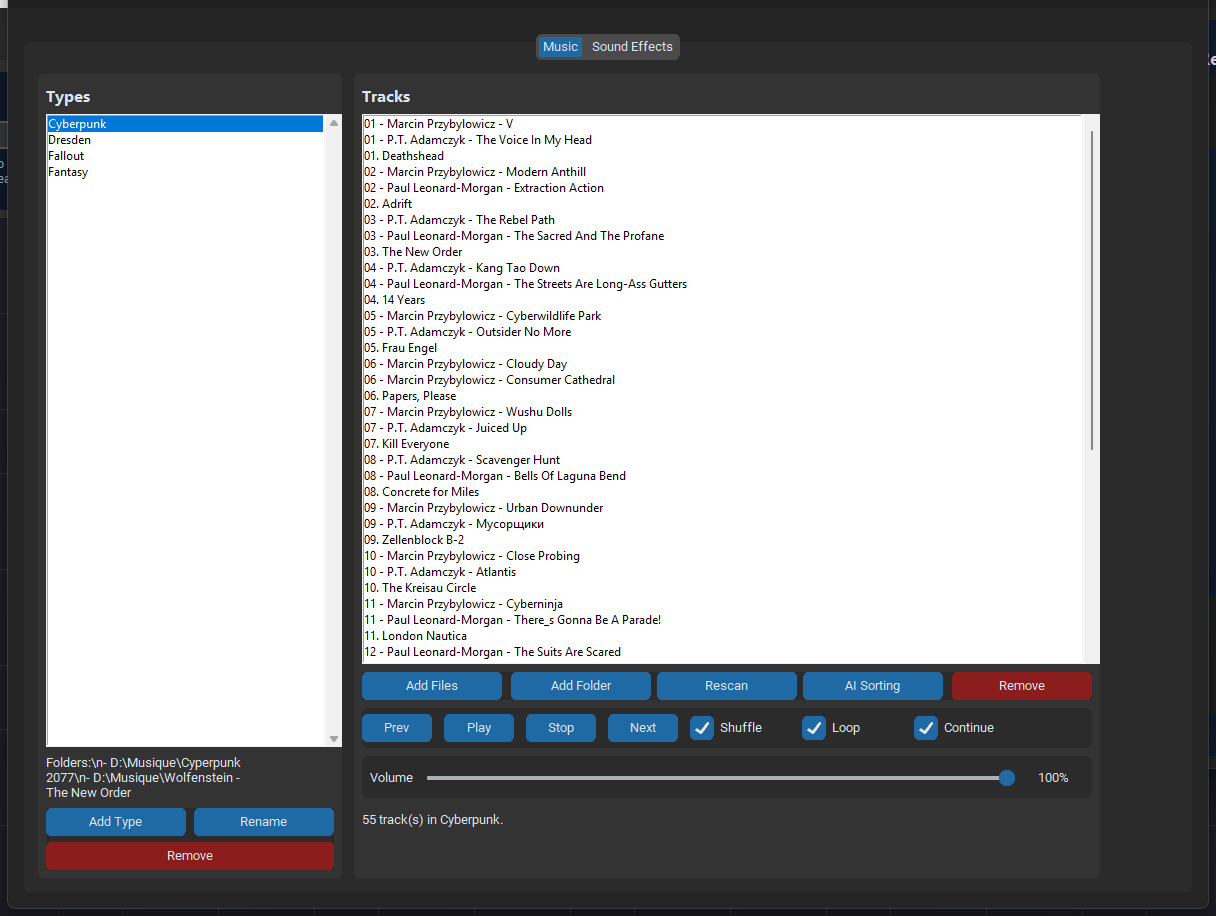 Music Sound Effects
Types
Cyberpunk
Dresden
Fallout
Fantasy
Folders:\n- D:\Musique\Cyperpunk
2077\n- D:\Musique\Wolfenstein -
The New Order
Add Type Rename
Remove
Tracks
01 - Marcin Przybylowicz - V
01 - P.T. Adamczyk - The Voice In My Head
01. Deathshead
02 - Marcin Przybylowicz - Modern Anthill
02 - Paul Leonard-Morgan - Extraction Action
02. Adrift
03 - P.T. Adamczyk - The Rebel Path
03 - Paul Leonard-Morgan - The Sacred And The Profane
03. The New Order
04 - P.T. Adamczyk - Kang Tao Down
04 - Paul Leonard-Morgan - The Streets Are Long-Ass Gutters
04. 14 Years
05 - Marcin Przybylowicz - Cyberwildlife Park
05 - P.T. Adamczyk - Outsider No More
05. Frau Engel
06 - Marcin Przybylowicz - Cloudy Day
06 - Marcin Przybylowicz - Consumer Cathedral
06. Papers, Please
07 - Marcin Przybylowicz - Wushu Dolls
07 - P.T. Adamczyk - Juiced Up
07. Kill Everyone
08 - P.T. Adamczyk - Scavenger Hunt
08 - Paul Leonard-Morgan - Bells Of Laguna Bend
08. Concrete for Miles
09 - Marcin Przybylowicz - Urban Downunder
09 - P.T. Adamczyk - Мусорщики
09. Zellenblock B-2
10 - Marcin Przybylowicz - Close Probing
10 - P.T. Adamczyk - Atlantis
10. The Kreisau Circle
11 - Marcin Przybylowicz - Cyberninja
11 - Paul Leonard-Morgan - There_s Gonna Be A Parade!
11. London Nautica
12 - Paul Leonard-Morgan - The Suits Are Scared
Add Files Add Folder Rescan AI Sorting Remove
Prev Play Stop Next Shuffle Loop Continue
Volume 100%
55 track(s) in Cyberpunk.